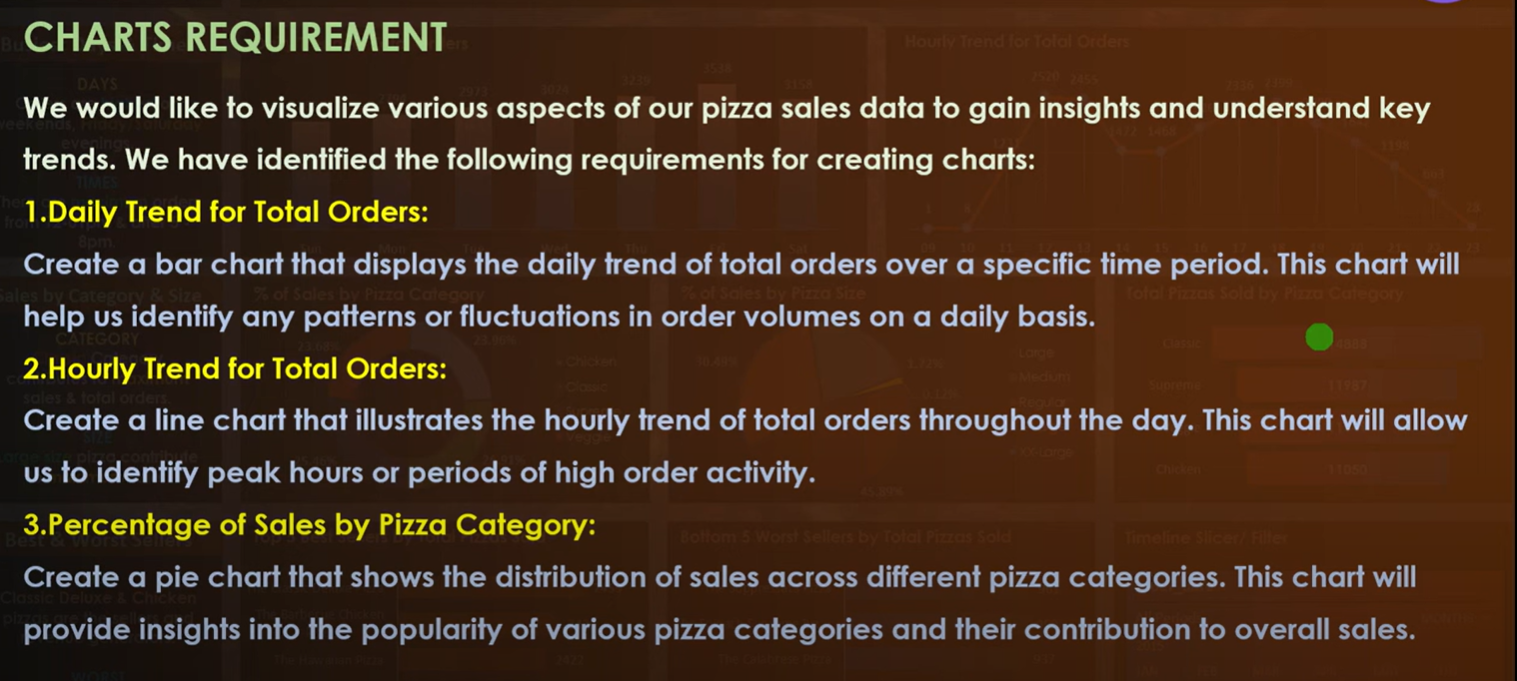 CHARTS REQUIREMENT
We would like to visualize various aspects of our pizza sales data to gain insights and understand key
trends. We have identified the following requirements for creating charts:
1.Daily Trend for Total Orders:
Create a bar chart that displays the daily trend of total orders over a specific time period. This chart will
help us identify any patterns or fluctuations in order volumes on a daily basis.
2.Hourly Trend for Total Orders:
Create a line chart that illustrates the hourly trend of total orders throughout the day. This chart will allow
us to identify peak hours or periods of high order activity.
3.Percentage of Sales by Pizza Category:
Create a pie chart that shows the distribution of sales across different pizza categories. This chart will
provide insights into the popularity of various pizza categories and their contribution to overall sales.